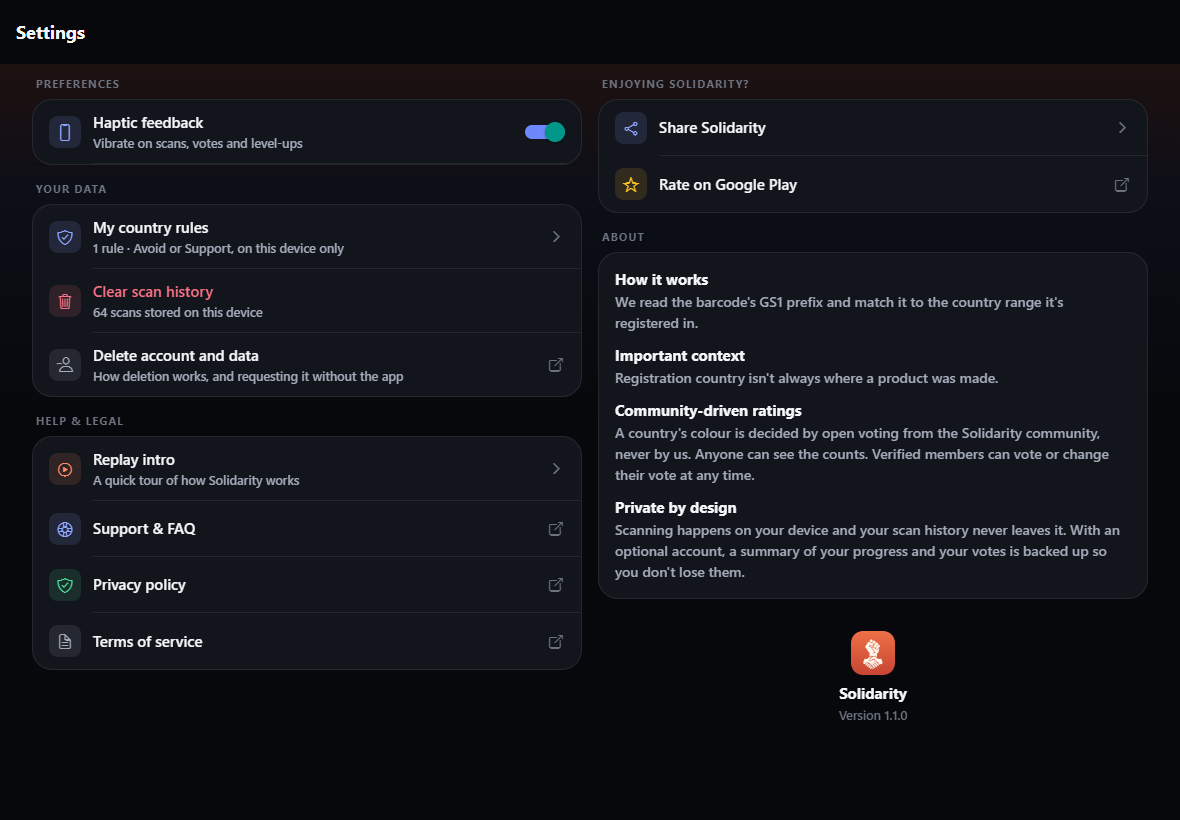 Settings
PREFERENCES
Haptic feedback
Vibrate on scans, votes and level-ups
YOUR DATA
My country rules
1 rule · Avoid or Support, on this device only
Clear scan history
64 scans stored on this device
Delete account and data
How deletion works, and requesting it without the app
HELP & LEGAL
Replay intro
A quick tour of how Solidarity works
Support & FAQ
Privacy policy
Terms of service
ENJOYING SOLIDARITY?
Share Solidarity
Rate on Google Play
ABOUT
How it works
We read the barcode's GS1 prefix and match it to the country range it's
registered in.
Important context
Registration country isn't always where a product was made.
Community-driven ratings
A country's colour is decided by open voting from the Solidarity community,
never by us. Anyone can see the counts. Verified members can vote or change
their vote at any time.
Private by design
Scanning happens on your device and your scan history never leaves it. With an
optional account, a summary of your progress and your votes is backed up so
you don't lose them.
Solidarity
Version 1.1.0